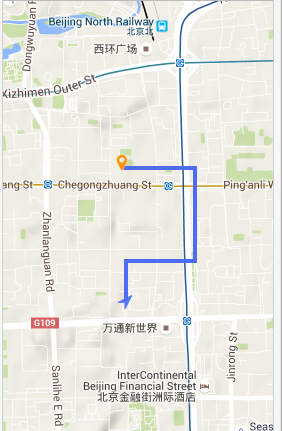 Beijing North Railway
北京北
西环广场
Dongwuyuan Rd
Xizhimen Outer St
ang St
Chegongzhuang St
Ping'anli W
Zhanlanguan Rd
G109
万通新世界
Jinrong St
InterContinental
Beijing Financial Street
北京金融街洲际酒店
Sanlihe E Rd
Seas